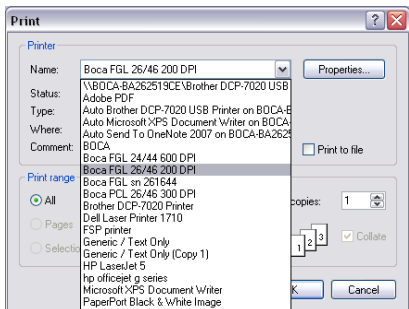 Print
Printer
Name: Boca FGL 26/46 200 DPI Properties...
Status: \\BOCA-BA262519CE\Brother DCP-7020 USB
Adobe PDF
Type: Auto Brother DCP-7020 USB Printer on BOCA-B
Auto Microsoft XPS Document Writer on BOCA-
Where: Auto Send To OneNote 2007 on BOCA-BA2625
Comment: BOCA Print to file
Boca FGL 24/44 600 DPI
Boca FGL 26/46 200 DPI
Print range Boca FGL sn 261644
Boca PCL 26/46 300 DPI
All Brother DCP-7020 Printer copies: 1
Dell Laser Printer 1710
Pages FSP printer
Generic / Text Only 1 2 3 Collate
Selectio Generic / Text Only (Copy 1)
HP LaserJet 5
hp officejet g series
Microsoft XPS Document Writer K Cancel
PaperPort Black & White Image